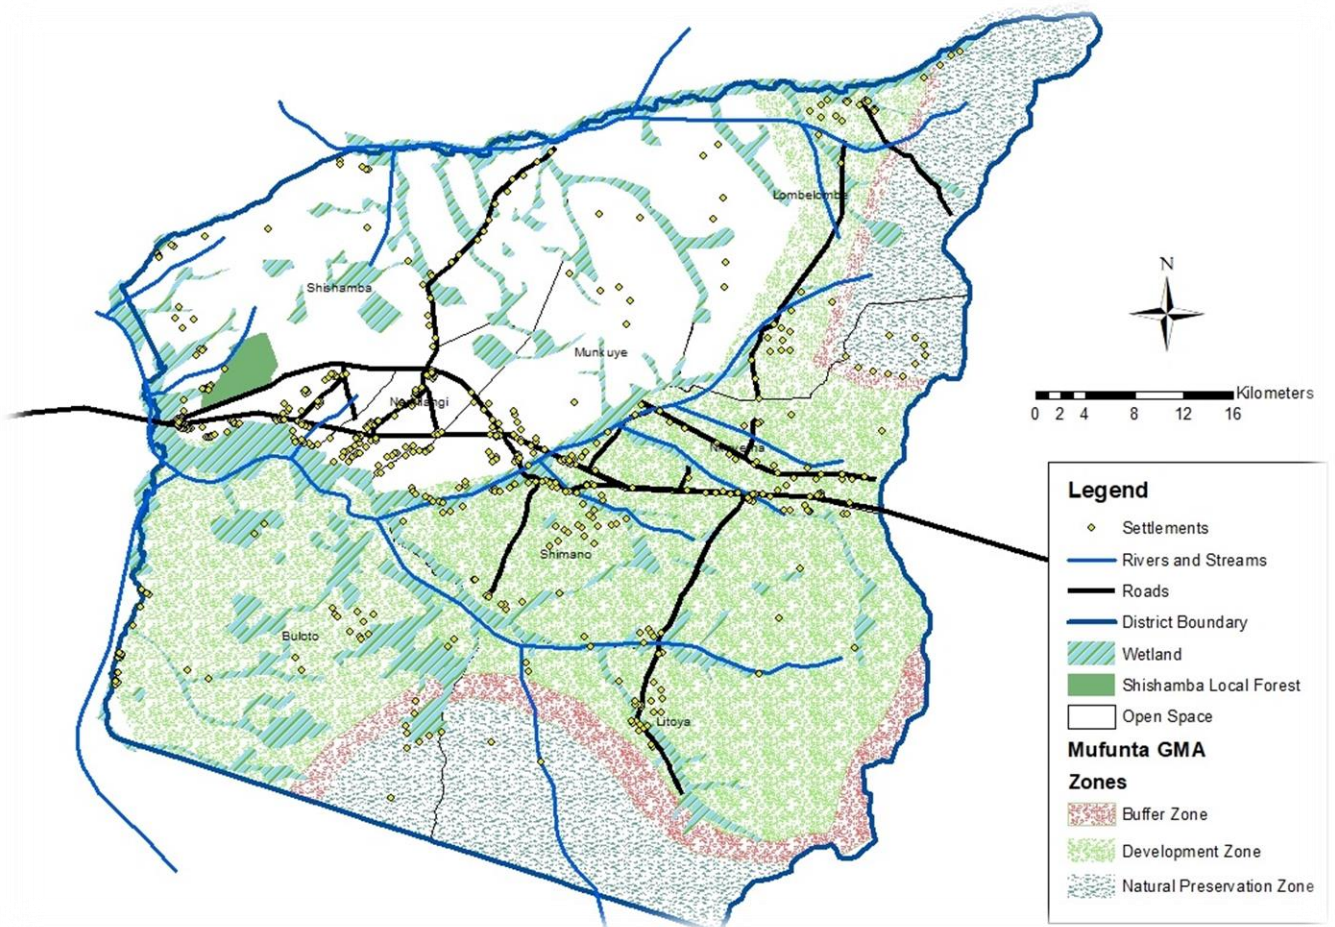 N
Lombelombe
Shishamba
Munkuye
Kilometers
0 2 4 8 12 16
Shimano
Buloto
Litoya
Legend
Settlements
Rivers and Streams
Roads
District Boundary
Wetland
Shishamba Local Forest
Open Space
Mufunta GMA
Zones
Buffer Zone
Development Zone
Natural Preservation Zone